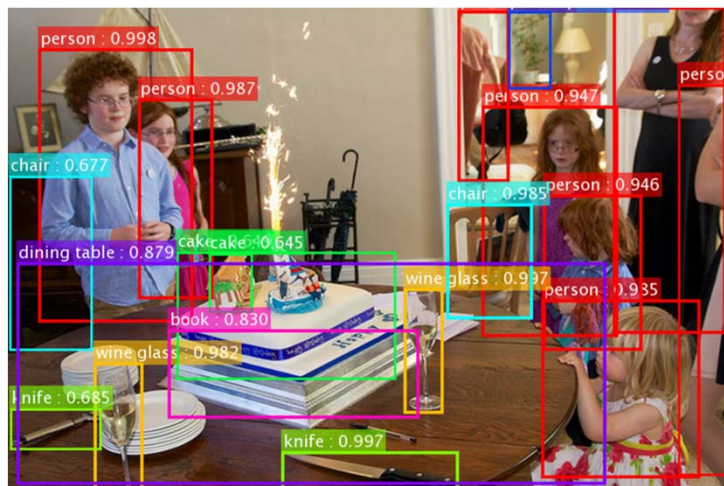 person : 0.998
person : 0.987
person : 0.947
perso
chair : 0.677
chair : 0.985
person : 0.946
cake
cake : 0.645
dining table : 0.879
wine glass : 0.997
person : 0.935
book : 0.830
wine glass : 0.982
knife : 0.685
knife : 0.997